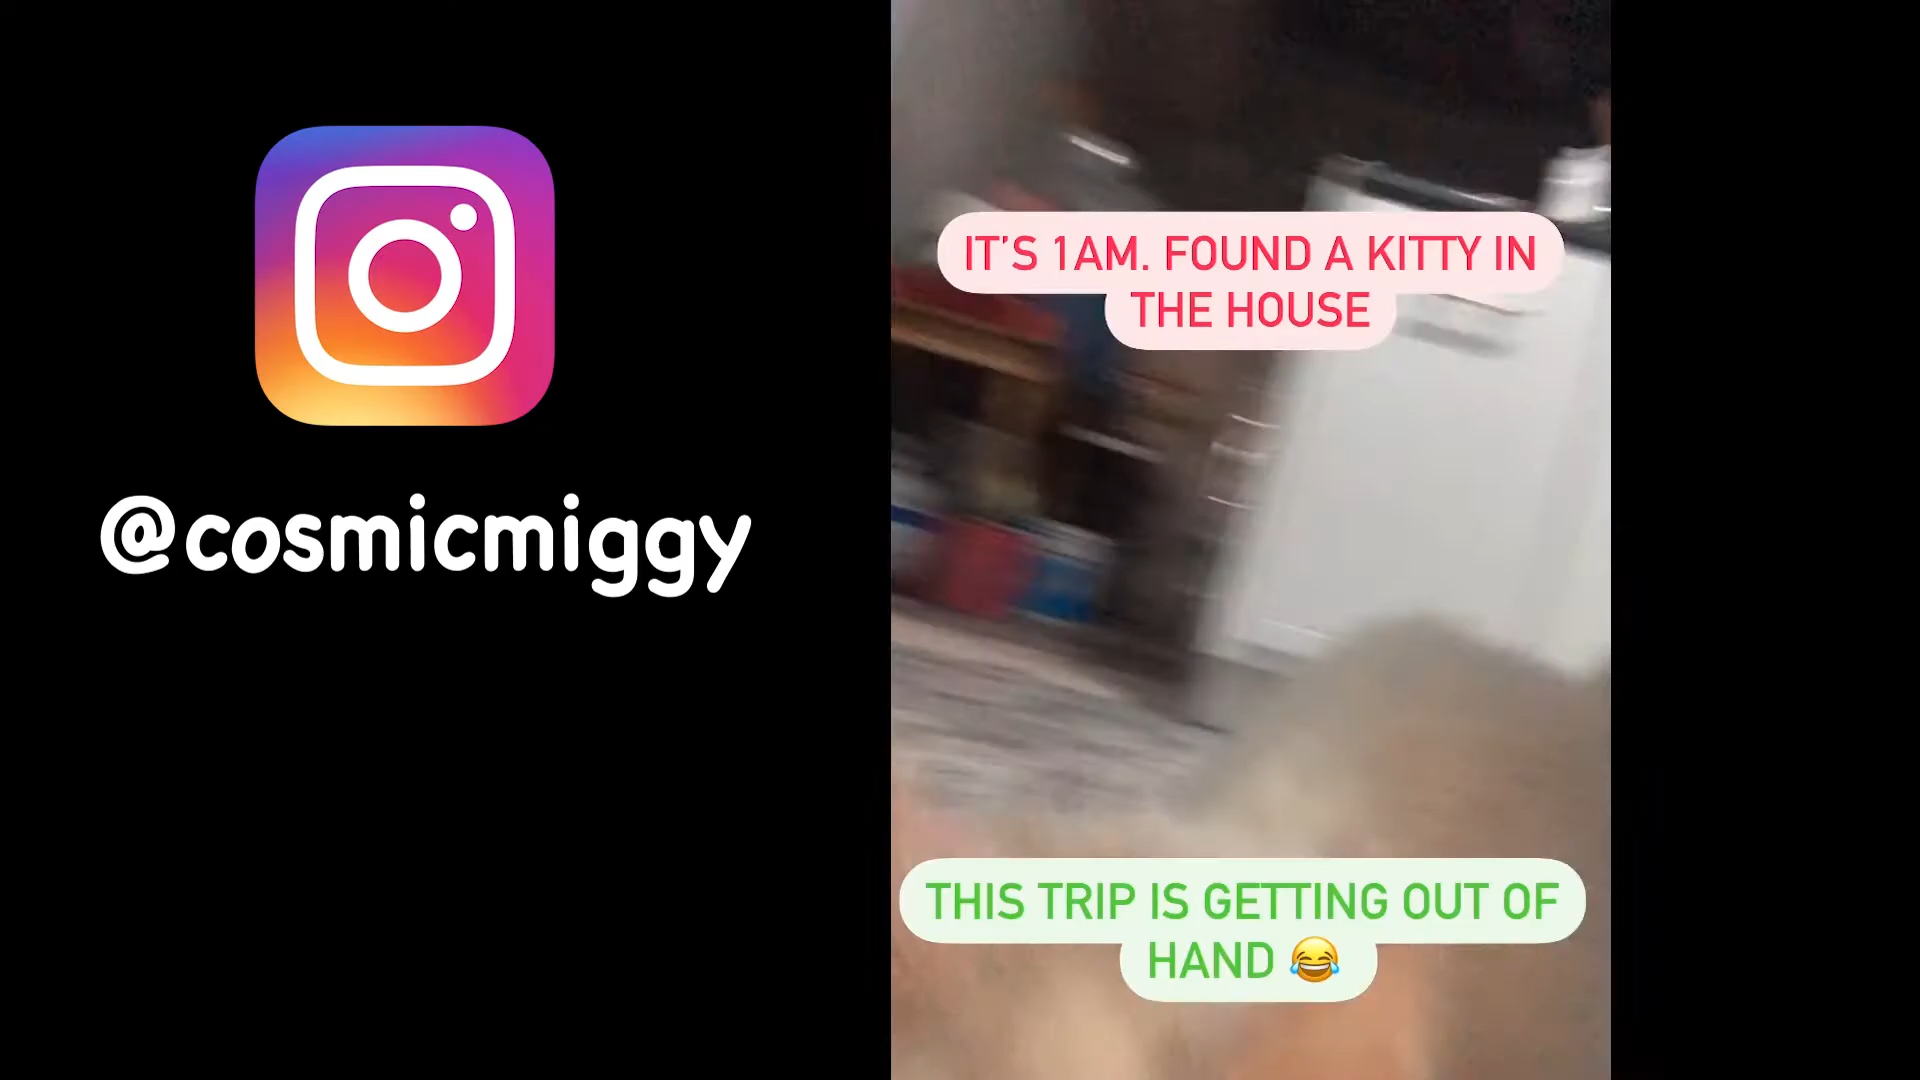 @cosmicmiggy
IT'S 1AM. FOUND A KITTY IN
THE HOUSE
THIS TRIP IS GETTING OUT OF
HAND 😂